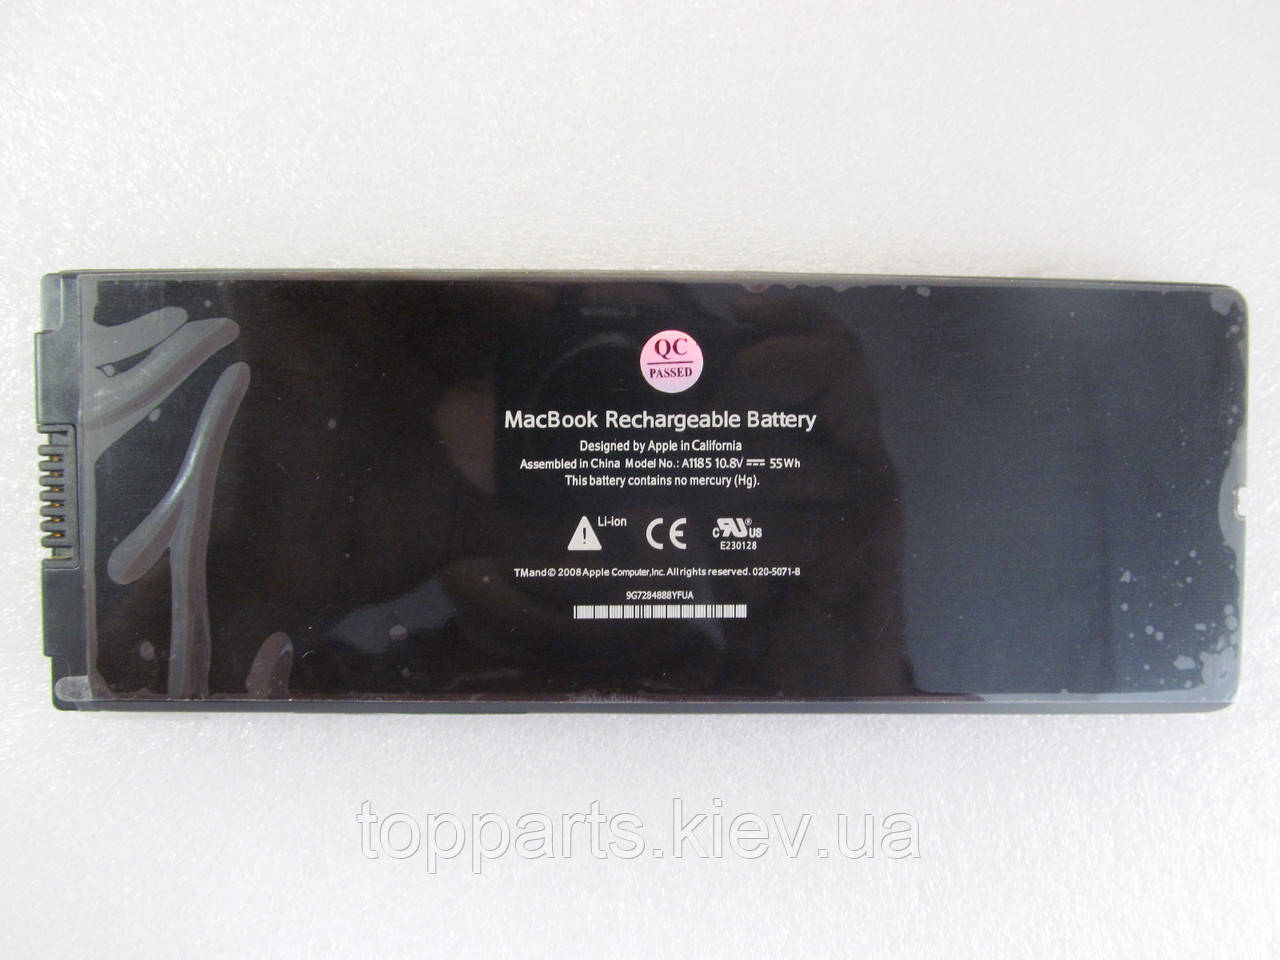 QC
PASSED
MacBook Rechargeable Battery
Designed by Apple in California
Assembled in China Model No.: A1185 10.8V ⎓ 55Wh
This battery contains no mercury (Hg).
Li-ion
CE
c RU® US
E230128
TMand© 2008 Apple Computer,Inc. All rights reserved. 020-5071-B
9G7284888YFUA
topparts.kiev.ua